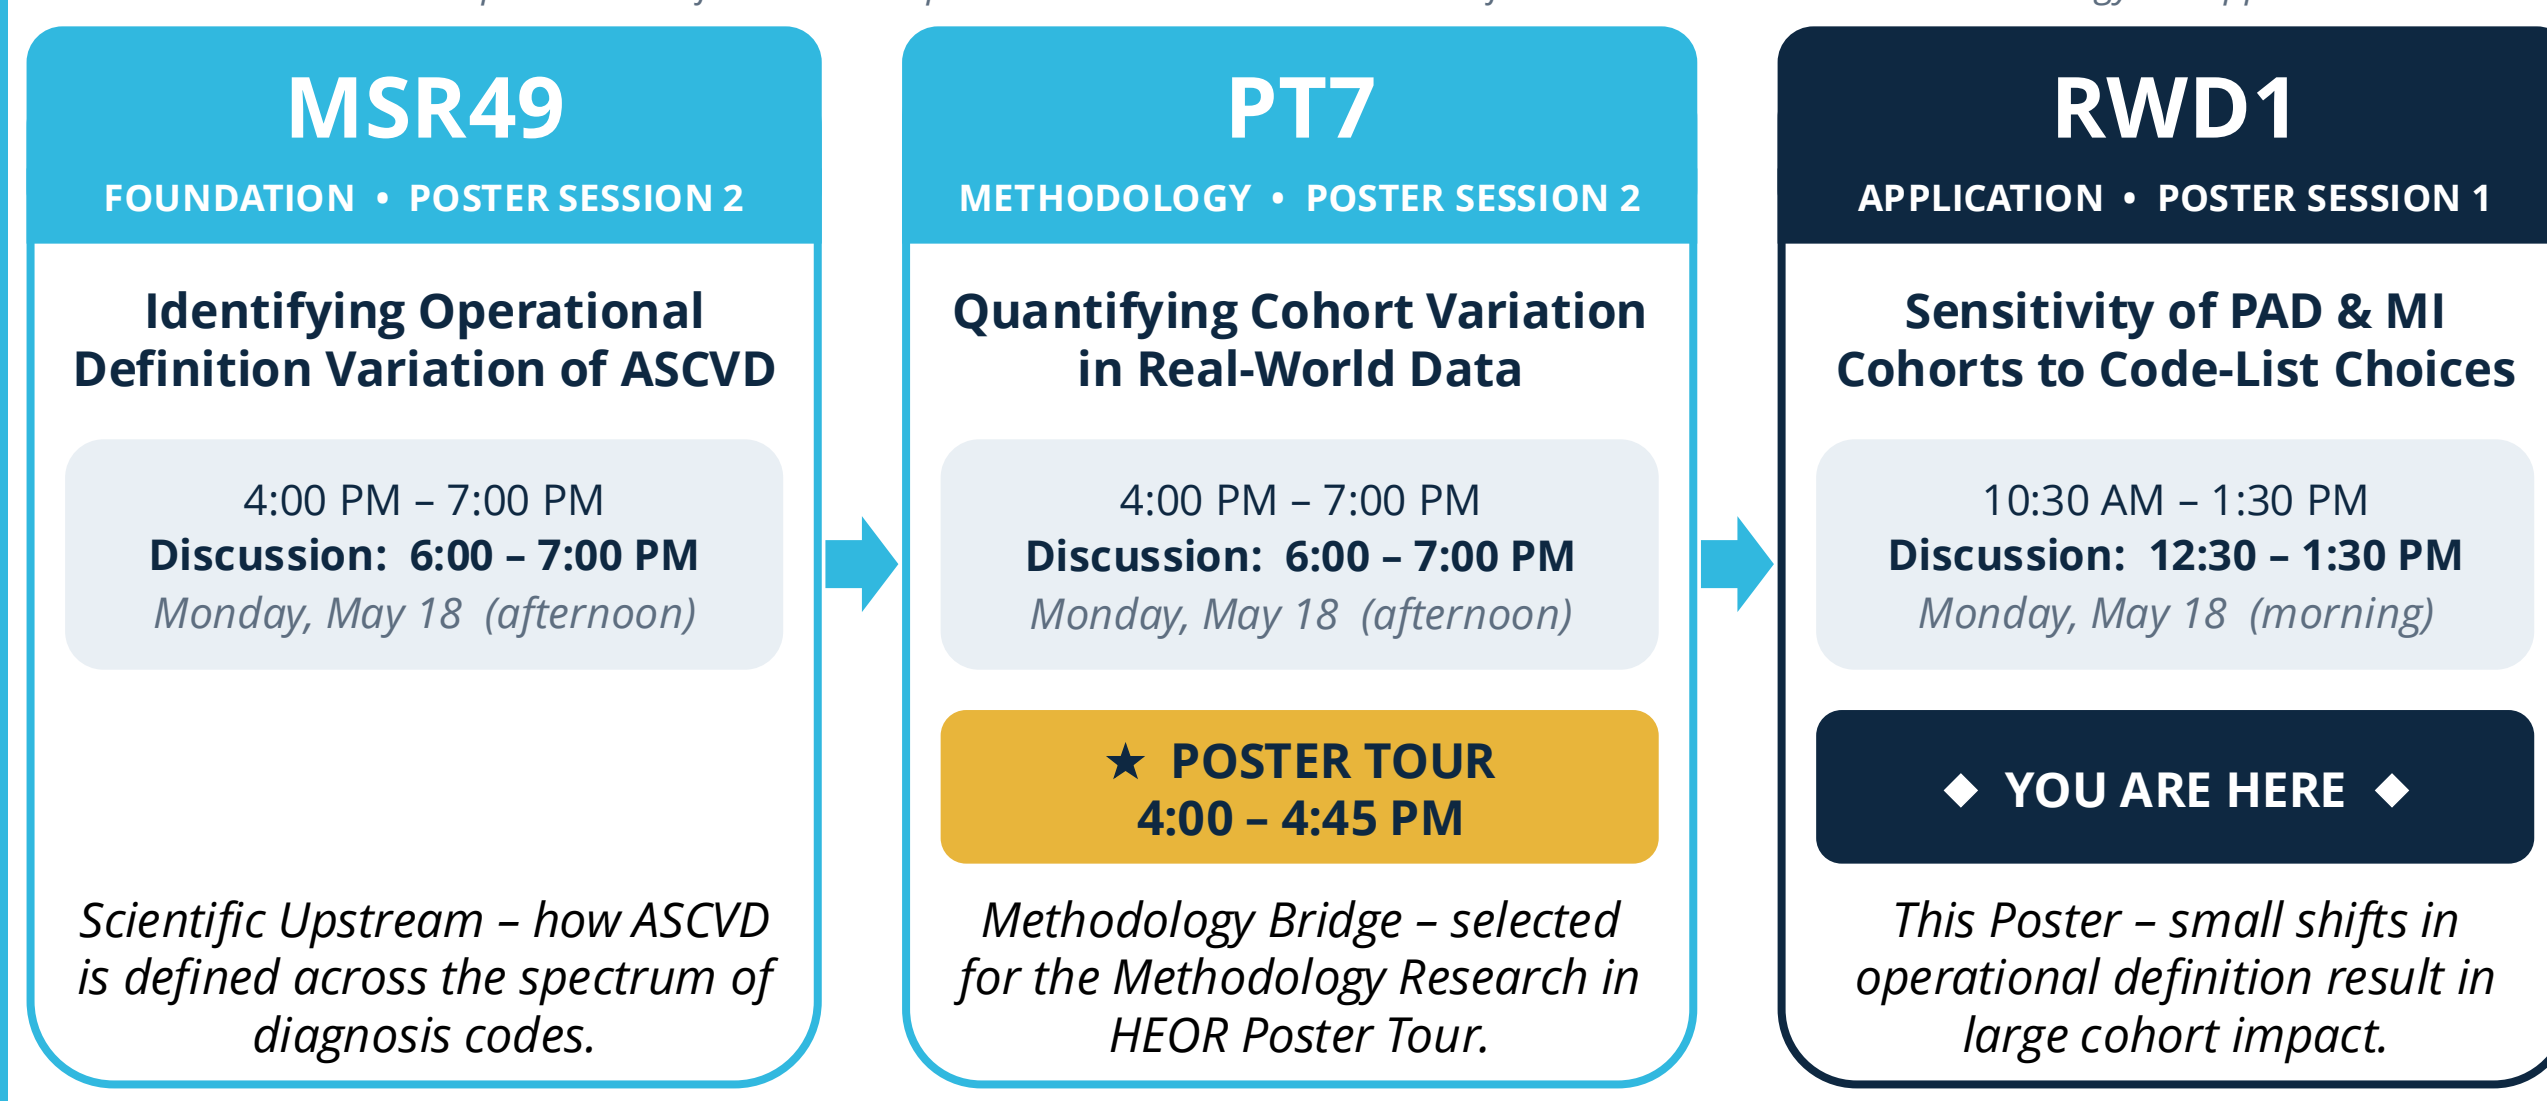 MSR49
FOUNDATION • POSTER SESSION 2
Identifying Operational
Definition Variation of ASCVD
4:00 PM – 7:00 PM
Discussion: 6:00 – 7:00 PM
Monday, May 18 (afternoon)
Scientific Upstream – how ASCVD
is defined across the spectrum of
diagnosis codes.
PT7
METHODOLOGY • POSTER SESSION 2
Quantifying Cohort Variation
in Real-World Data
4:00 PM – 7:00 PM
Discussion: 6:00 – 7:00 PM
Monday, May 18 (afternoon)
★ POSTER TOUR
4:00 – 4:45 PM
Methodology Bridge – selected
for the Methodology Research in
HEOR Poster Tour.
RWD1
APPLICATION • POSTER SESSION 1
Sensitivity of PAD & MI
Cohorts to Code-List Choices
10:30 AM – 1:30 PM
Discussion: 12:30 – 1:30 PM
Monday, May 18 (morning)
◆ YOU ARE HERE ◆
This Poster – small shifts in
operational definition result in
large cohort impact.